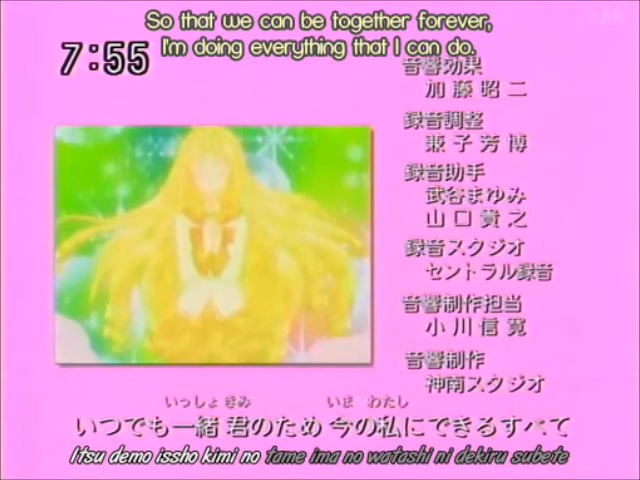 So that we can be together forever,
I'm doing everything that I can do.
7:55
音響効果
加藤昭二
録音調整
兼子芳博
録音助手
武谷まゆみ
山口貴之
録音スタジオ
セントラル録音
音響制作担当
小川信寛
音響制作
神南スタジオ
いっしょ きみ いま わたし
いつでも一緒 君のため 今の私にできるすべて
Itsu demo issho kimi no tame ima no watashi ni dekiru subete